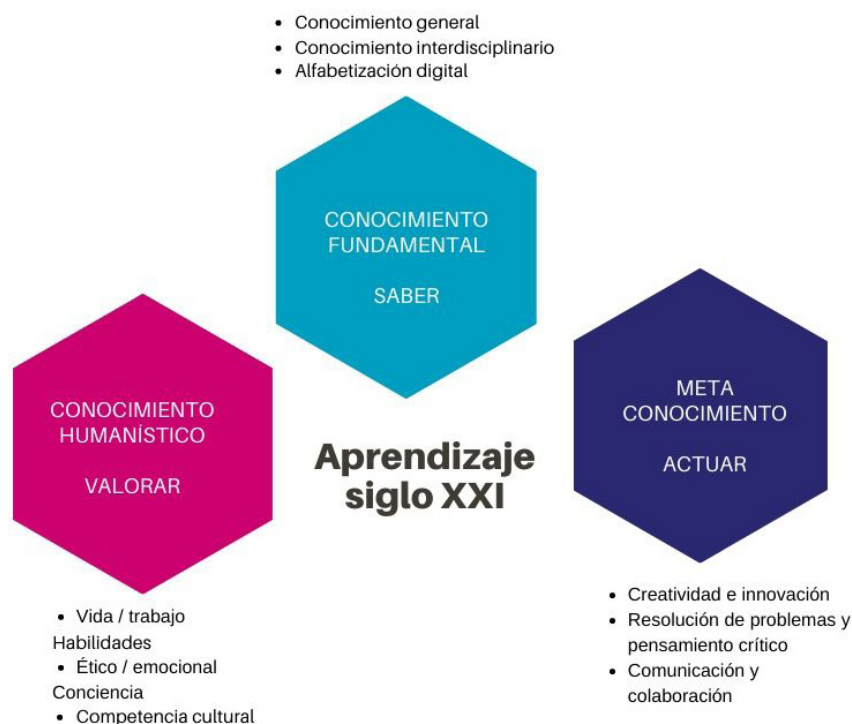 • Conocimiento general
• Conocimiento interdisciplinario
• Alfabetización digital
CONOCIMIENTO
FUNDAMENTAL
SABER
CONOCIMIENTO
HUMANÍSTICO
VALORAR
META
CONOCIMIENTO
ACTUAR
Aprendizaje
siglo XXI
• Vida / trabajo
Habilidades
• Ético / emocional
Conciencia
• Competencia cultural
• Creatividad e innovación
• Resolución de problemas y
pensamiento crítico
• Comunicación y
colaboración